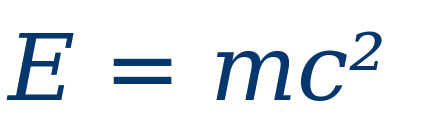 E = mc²